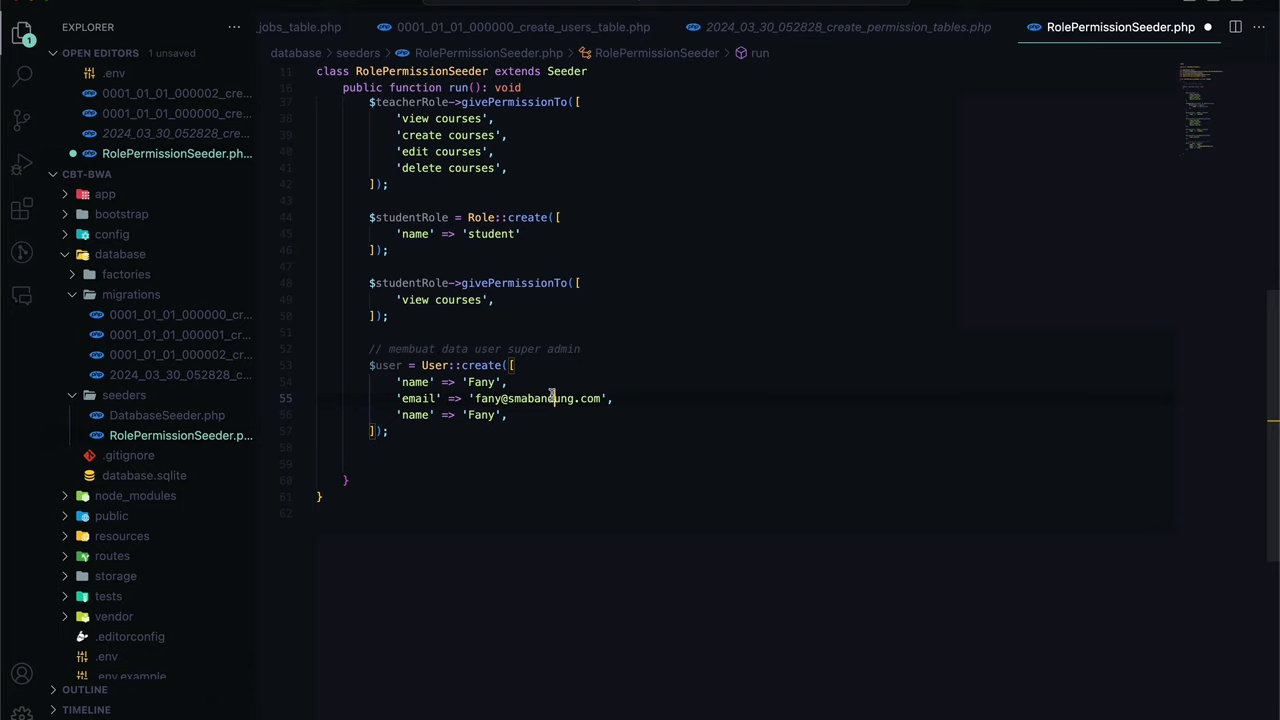 EXPLORER
OPEN EDITORS 1 unsaved
.env
0001_01_01_000002_cre...
0001_01_01_000000_cre...
2024_03_30_052828_cre...
RolePermissionSeeder.ph...
CBT-BWA
app
bootstrap
config
database
factories
migrations
0001_01_01_000000_cr...
0001_01_01_000001_cr...
0001_01_01_000002_cr...
2024_03_30_052828_cr...
seeders
DatabaseSeeder.php
RolePermissionSeeder.p...
.gitignore
database.sqlite
node_modules
public
resources
routes
storage
tests
vendor
.editorconfig
.env
.env.example
OUTLINE
TIMELINE
1
_jobs_table.php
0001_01_01_000000_create_users_table.php
2024_03_30_052828_create_permission_tables.php
RolePermissionSeeder.php
database > seeders > RolePermissionSeeder.php > RolePermissionSeeder > run
11 class RolePermissionSeeder extends Seeder
16 public function run(): void
37 $teacherRole->givePermissionTo([
38 'view courses',
39 'create courses',
40 'edit courses',
41 'delete courses',
42 ]);
43
44 $studentRole = Role::create([
45 'name' => 'student'
46 ]);
47
48 $studentRole->givePermissionTo([
49 'view courses',
50 ]);
51
52 // membuat data user super admin
53 $user = User::create([
54 'name' => 'Fany',
55 'email' => 'fany@smabandung.com',
56 'name' => 'Fany',
57 ]);
58
59
60 }
61 }
62